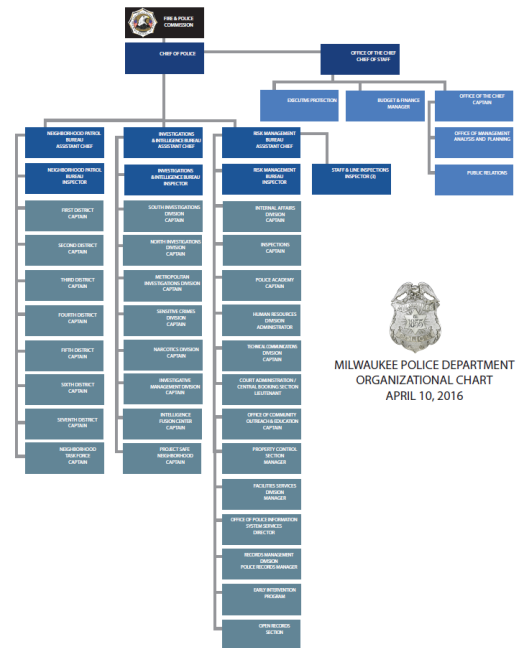 FIRE & POLICE
COMMISSION
CHIEF OF POLICE
OFFICE OF THE CHIEF
CHIEF OF STAFF
EXECUTIVE PROTECTION
BUDGET & FINANCE
MANAGER
OFFICE OF THE CHIEF
CAPTAIN
OFFICE OF MANAGEMENT
ANALYSIS AND PLANNING
PUBLIC RELATIONS
NEIGHBORHOOD PATROL
BUREAU
ASSISTANT CHIEF
NEIGHBORHOOD PATROL
BUREAU
INSPECTOR
FIRST DISTRICT
CAPTAIN
SECOND DISTRICT
CAPTAIN
THIRD DISTRICT
CAPTAIN
FOURTH DISTRICT
CAPTAIN
FIFTH DISTRICT
CAPTAIN
SIXTH DISTRICT
CAPTAIN
SEVENTH DISTRICT
CAPTAIN
NEIGHBORHOOD
TASK FORCE
CAPTAIN
INVESTIGATIONS
& INTELLIGENCE BUREAU
ASSISTANT CHIEF
INVESTIGATIONS
& INTELLIGENCE BUREAU
INSPECTOR
SOUTH INVESTIGATIONS
DIVISION
CAPTAIN
NORTH INVESTIGATIONS
DIVISION
CAPTAIN
METROPOLITAN
INVESTIGATIONS DIVISION
CAPTAIN
SENSITIVE CRIMES
DIVISION
CAPTAIN
NARCOTICS DIVISION
CAPTAIN
INVESTIGATIVE
MANAGEMENT DIVISION
CAPTAIN
INTELLIGENCE
FUSION CENTER
CAPTAIN
PROJECT SAFE
NEIGHBORHOOD
CAPTAIN
RISK MANAGEMENT
BUREAU
ASSISTANT CHIEF
RISK MANAGEMENT
BUREAU
INSPECTOR
STAFF & LINE INSPECTIONS
INSPECTOR (3)
INTERNAL AFFAIRS
DIVISION
CAPTAIN
INSPECTIONS
CAPTAIN
POLICE ACADEMY
CAPTAIN
HUMAN RESOURCES
DIVISION
ADMINISTRATOR
TECHNICAL COMMUNICATIONS
DIVISION
CAPTAIN
COURT ADMINISTRATION /
CENTRAL BOOKING SECTION
LIEUTENANT
OFFICE OF COMMUNITY
OUTREACH & EDUCATION
CAPTAIN
PROPERTY CONTROL
SECTION
MANAGER
FACILITIES SERVICES
DIVISION
MANAGER
OFFICE OF POLICE INFORMATION
SYSTEM SERVICES
DIRECTOR
RECORDS MANAGEMENT
DIVISION
POLICE RECORDS MANAGER
EARLY INTERVENTION
PROGRAM
OPEN RECORDS
SECTION
MILWAUKEE POLICE DEPARTMENT
ORGANIZATIONAL CHART
APRIL 10, 2016